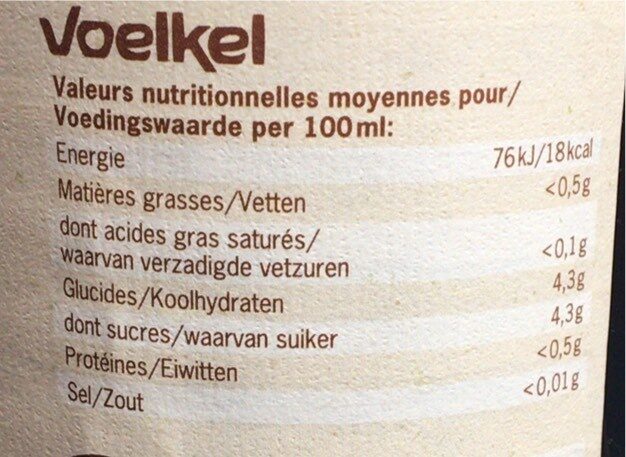 Voelkel
Valeurs nutritionnelles moyennes pour/
Voedingswaarde per 100ml:
Energie 76kJ/18kcal
Matières grasses/Vetten <0,5g
dont acides gras saturés/
waarvan verzadigde vetzuren <0,1g
Glucides/Koolhydraten 4,3g
dont sucres/waarvan suiker 4,3g
Protéines/Eiwitten <0,5g
Sel/Zout <0,01g